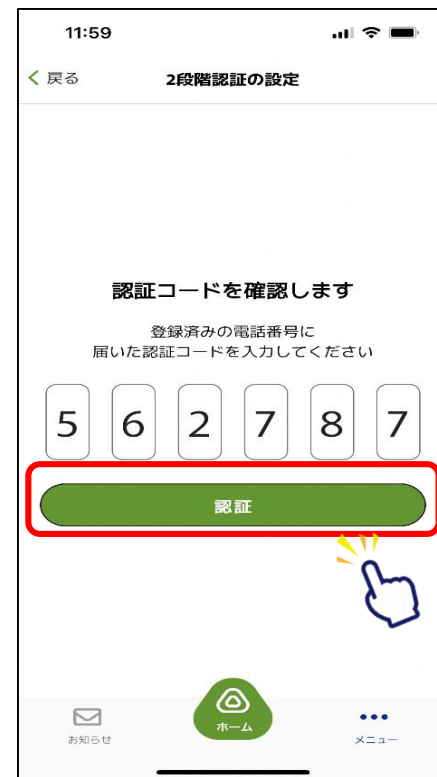 11:59
戻る 2段階認証の設定
認証コードを確認します
登録済みの電話番号に
届いた認証コードを入力してください
5 6 2 7 8 7
認証
お知らせ ホーム メニュー